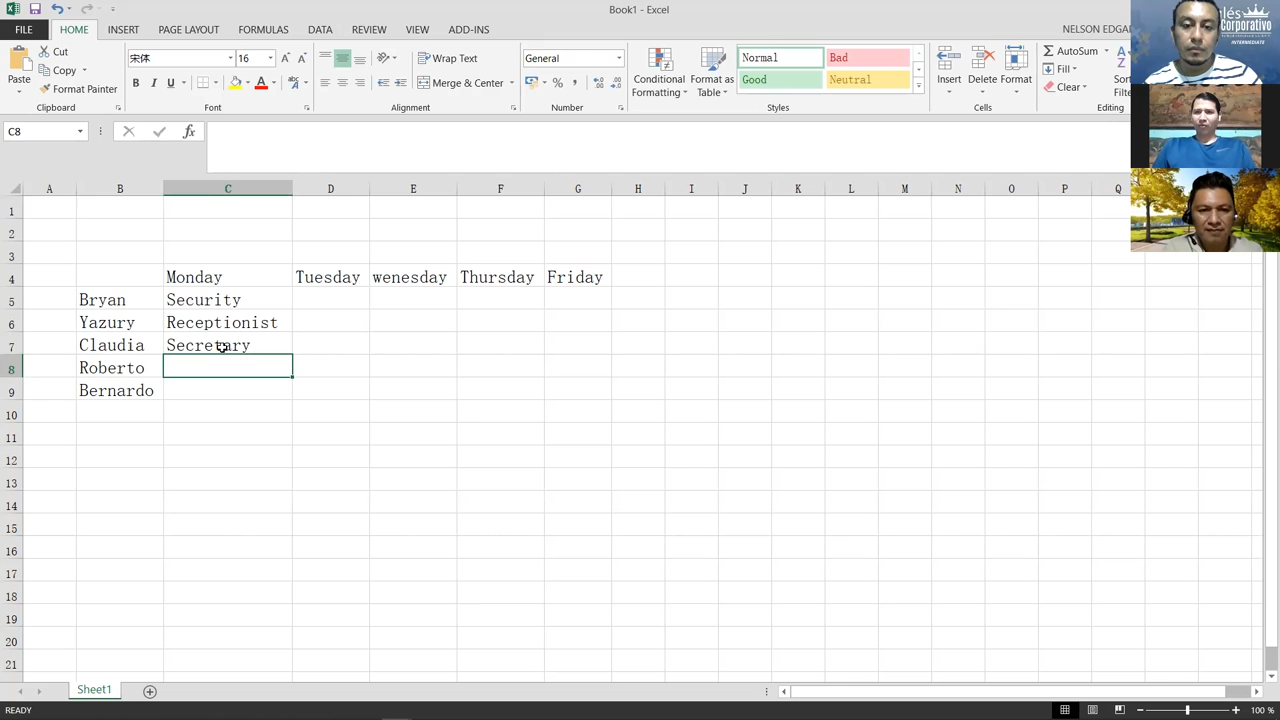 Book1 - Excel
FILE HOME INSERT PAGE LAYOUT FORMULAS DATA REVIEW VIEW ADD-INS NELSON EDGAR
Inglés Corporativo
INTERMEDIATE
Paste Cut Copy Format Painter
宋体 16
B I U
Wrap Text
Merge & Center
General
% ,
Conditional Formatting Format as Table
Normal Bad
Good Neutral
Insert Delete Format
AutoSum
Fill
Clear
Clipboard Font Alignment Number Styles Cells Editing
C8 fx
A B C D E F G H I J K L M N O P Q
1
2
3
4 Monday Tuesday wenesday Thursday Friday
5 Bryan Security
6 Yazury Receptionist
7 Claudia Secretary
8 Roberto
9 Bernardo
10
11
12
13
14
15
16
17
18
19
20
21
Sheet1
READY 100 %